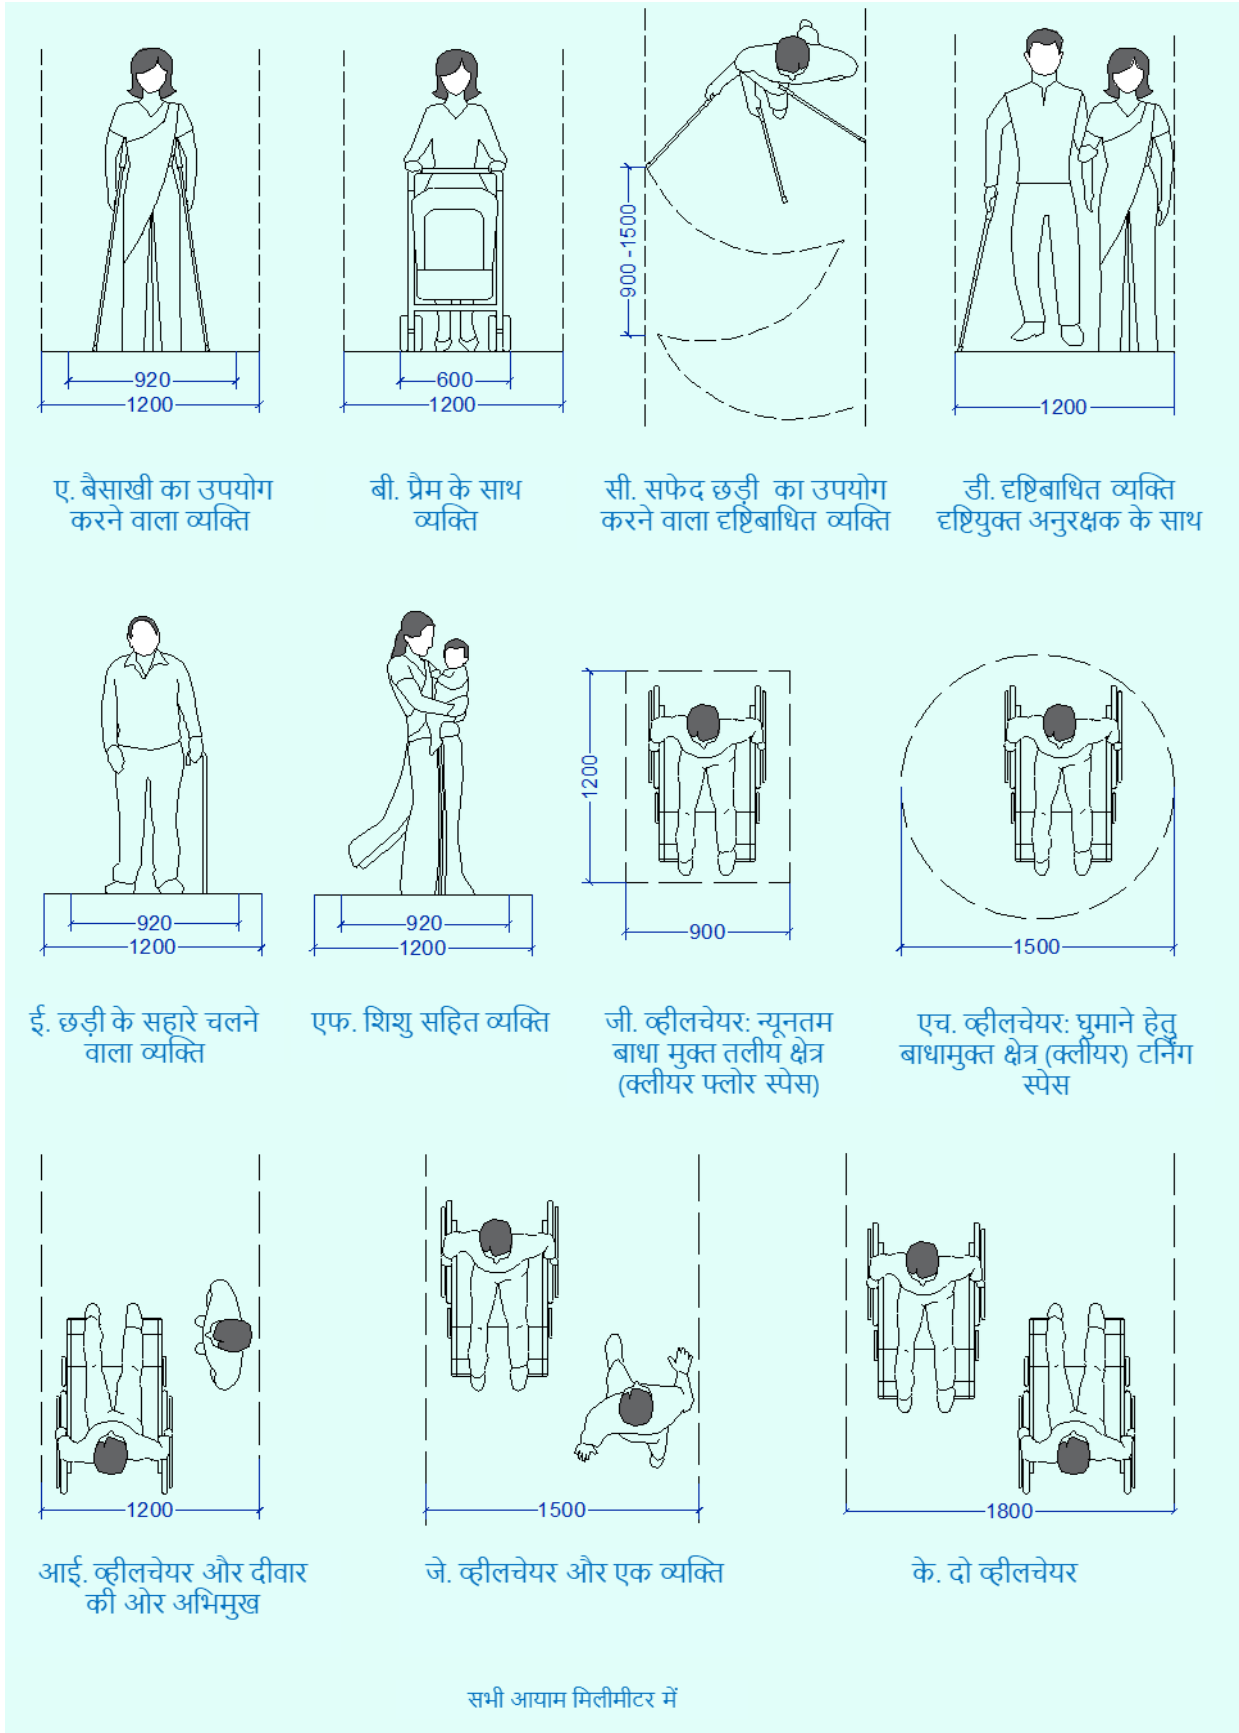 900 -1500
920
1200
600
1200
1200
ए. बैसाखी का उपयोग
करने वाला व्यक्ति
बी. प्रैम के साथ
व्यक्ति
सी. सफेद छड़ी का उपयोग
करने वाला दृष्टिबाधित व्यक्ति
डी. दृष्टिबाधित व्यक्ति
दृष्टियुक्त अनुरक्षक के साथ
1200
920
1200
920
1200
900
1500
ई. छड़ी के सहारे चलने
वाला व्यक्ति
एफ. शिशु सहित व्यक्ति
जी. व्हीलचेयर: न्यूनतम
बाधा मुक्त तलीय क्षेत्र
(क्लीयर फ्लोर स्पेस)
एच. व्हीलचेयर: घुमाने हेतु
बाधामुक्त क्षेत्र (क्लीयर) टर्निंग
स्पेस
1200
1500
1800
आई. व्हीलचेयर और दीवार
की ओर अभिमुख
जे. व्हीलचेयर और एक व्यक्ति
के. दो व्हीलचेयर
सभी आयाम मिलीमीटर में